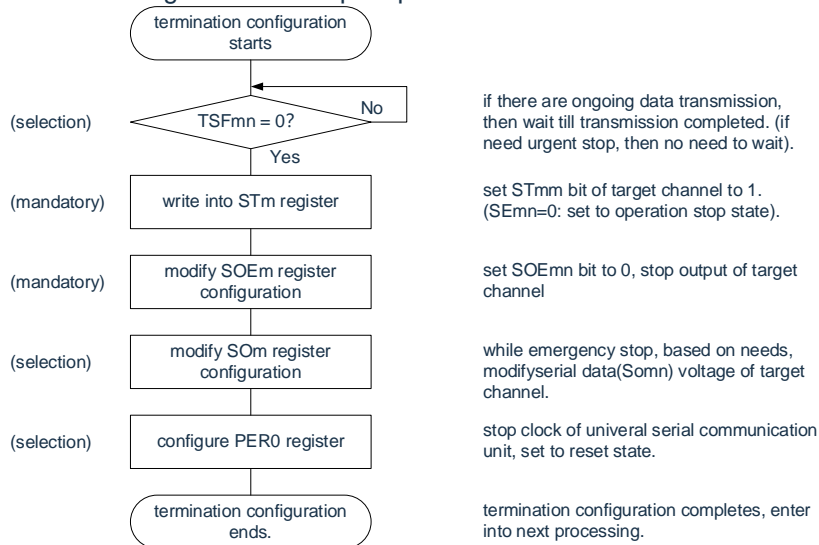 termination configuration
starts
(selection)
TSFmn = 0?
No
Yes
if there are ongoing data transmission,
then wait till transmission completed. (if
need urgent stop, then no need to wait).
(mandatory)
write into STm register
set STmm bit of target channel to 1.
(SEmn=0: set to operation stop state).
(mandatory)
modify SOEm register
configuration
set SOEmn bit to 0, stop output of target
channel
(selection)
modify SOm register
configuration
while emergency stop, based on needs,
modifyserial data(Somn) voltage of target
channel.
(selection)
configure PER0 register
stop clock of univeral serial communication
unit, set to reset state.
termination configuration
ends.
termination configuration completes, enter
into next processing.